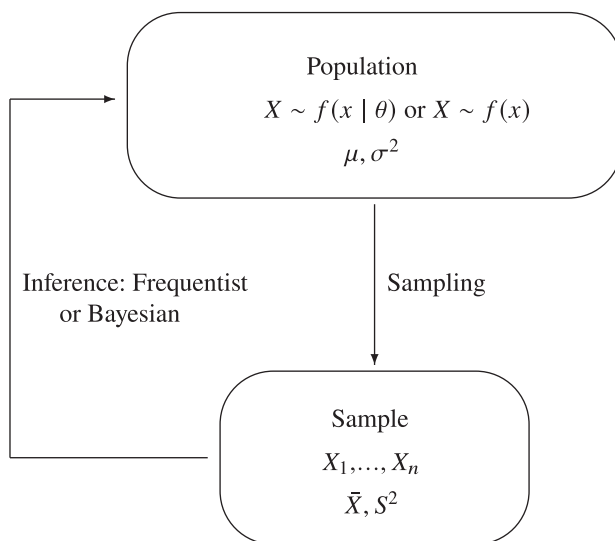 Population
X ~ f(x | θ) or X ~ f(x)
μ, σ²
Inference: Frequentist
or Bayesian
Sampling
Sample
X₁,…, Xₙ
X̄, S²